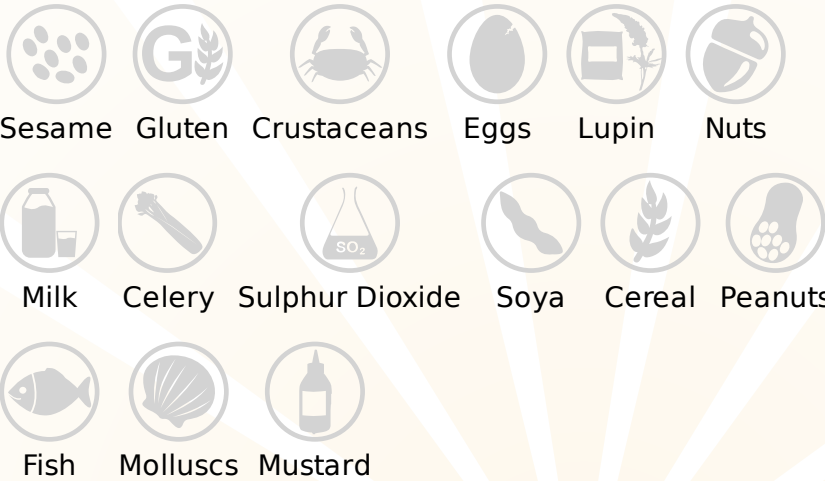 G
Sesame Gluten Crustaceans Eggs Lupin Nuts
SO₂
Milk Celery Sulphur Dioxide Soya Cereal Peanuts
Fish Molluscs Mustard